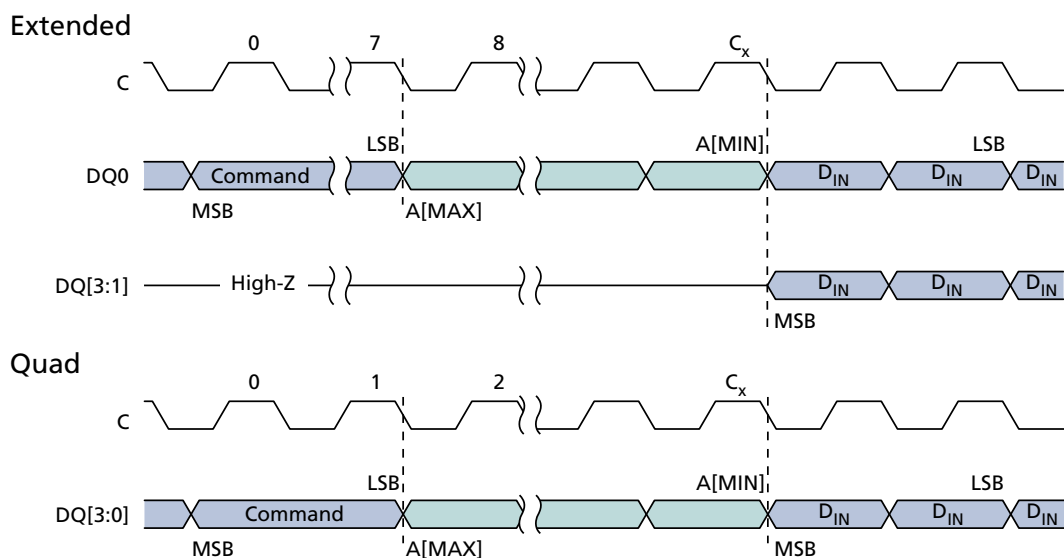 Extended
0 7 8 Cx
C
LSB A[MIN] LSB
DQ0 Command DIN DIN DIN
MSB A[MAX]
DQ[3:1] High-Z DIN DIN DIN
MSB
Quad
0 1 2 Cx
C
LSB A[MIN] LSB
DQ[3:0] Command DIN DIN DIN
MSB A[MAX] MSB